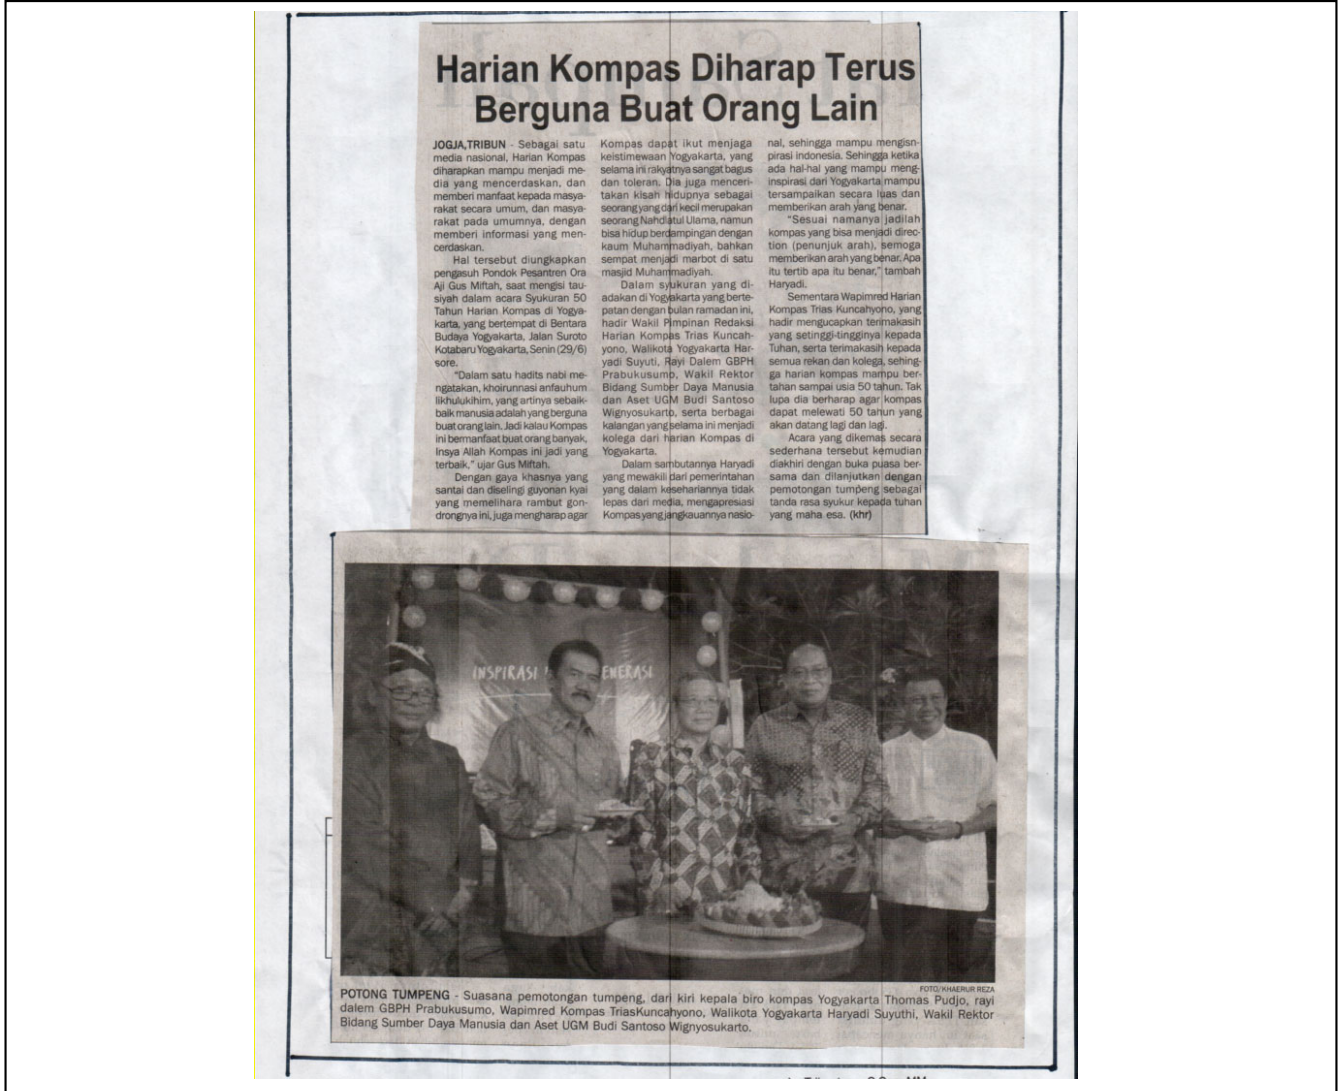 Harian Kompas Diharap Terus
Berguna Buat Orang Lain
JOGJA,TRIBUN - Sebagai satu
media nasional, Harian Kompas
diharapkan mampu menjadi me-
dia yang mencerdaskan, dan
memberi manfaat kepada masya-
rakat secara umum, dan masya-
rakat pada umumnya, dengan
memberi informasi yang men-
cerdaskan.
Hal tersebut diungkapkan
pengasuh Pondok Pesantren Ora
Aji Gus Miftah, saat mengisi tau-
siyah dalam acara Syukuran 50
Tahun Harian Kompas di Yogya-
karta, yang bertempat di Bentara
Budaya Yogyakarta, Jalan Suroto
Kotabaru Yogyakarta, Senin (29/6)
sore.
"Dalam satu hadits nabi me-
ngatakan, khoirunnasi anfauhum
likhulukihim, yang artinya sebaik-
baik manusia adalah yang berguna
buat orang lain. Jadi kalau Kompas
ini bermanfaat buat orang banyak,
Insya Allah Kompas ini jadi yang
terbaik," ujar Gus Miftah.
Dengan gaya khasnya yang
santai dan diselingi guyonan kyai
yang memelihara rambut gon-
drongnya ini, juga mengharap agar
Kompas dapat ikut menjaga
keistimewaan Yogyakarta, yang
selama ini rakyatnya sangat bagus
dan toleran. Dia juga menceri-
takan kisah hidupnya sebagai
seorang yang dari kecil merupakan
seorang Nahdlatul Ulama, namun
bisa hidup berdampingan dengan
kaum Muhammadiyah, bahkan
sempat menjadi marbot di satu
masjid Muhammadiyah.
Dalam syukuran yang di-
adakan di Yogyakarta yang berte-
patan dengan bulan ramadan ini,
hadir Wakil Pimpinan Redaksi
Harian Kompas Trias Kuncah-
yono, Walikota Yogyakarta Har-
yadi Suyuti, Rayi Dalem GBPH
Prabukusumo, Wakil Rektor
Bidang Sumber Daya Manusia
dan Aset UGM Budi Santoso
Wignyosukarto, serta berbagai
kalangan yang selama ini menjadi
kolega dari harian Kompas di
Yogyakarta.
Dalam sambutannya Haryadi
yang mewakili dari pemerintahan
yang dalam kesehariannya tidak
lepas dari media, mengapresiasi
Kompas yang jangkauannya nasio-
nal, sehingga mampu mengisn-
pirasi indonesia. Sehingga ketika
ada hal-hal yang mampu meng-
inspirasi dari Yogyakarta mampu
tersampaikan secara luas dan
memberikan arah yang benar.
"Sesuai namanya jadilah
kompas yang bisa menjadi direc-
tion (penunjuk arah), semoga
memberikan arah yang benar. Apa
itu tertib apa itu benar," tambah
Haryadi.
Sementara Wapimred Harian
Kompas Trias Kuncahyono, yang
hadir mengucapkan terimakasih
yang setinggi-tingginya kepada
Tuhan, serta terimakasih kepada
semua rekan dan kolega, sehing-
ga harian kompas mampu ber-
tahan sampai usia 50 tahun. Tak
lupa dia berharap agar kompas
dapat melewati 50 tahun yang
akan datang lagi dan lagi.
Acara yang dikemas secara
sederhana tersebut kemudian
diakhiri dengan buka puasa ber-
sama dan dilanjutkan dengan
pemotongan tumpeng sebagai
tanda rasa syukur kepada tuhan
yang maha esa. (khr)
INSPIRASI ENERASI
FOTO/KHAERUR REZA
POTONG TUMPENG - Suasana pemotongan tumpeng, dari kiri kepala biro kompas Yogyakarta Thomas Pudjo, rayi
dalem GBPH Prabukusumo, Wapimred Kompas TriasKuncahyono, Walikota Yogyakarta Haryadi Suyuthi, Wakil Rektor
Bidang Sumber Daya Manusia dan Aset UGM Budi Santoso Wignyosukarto.